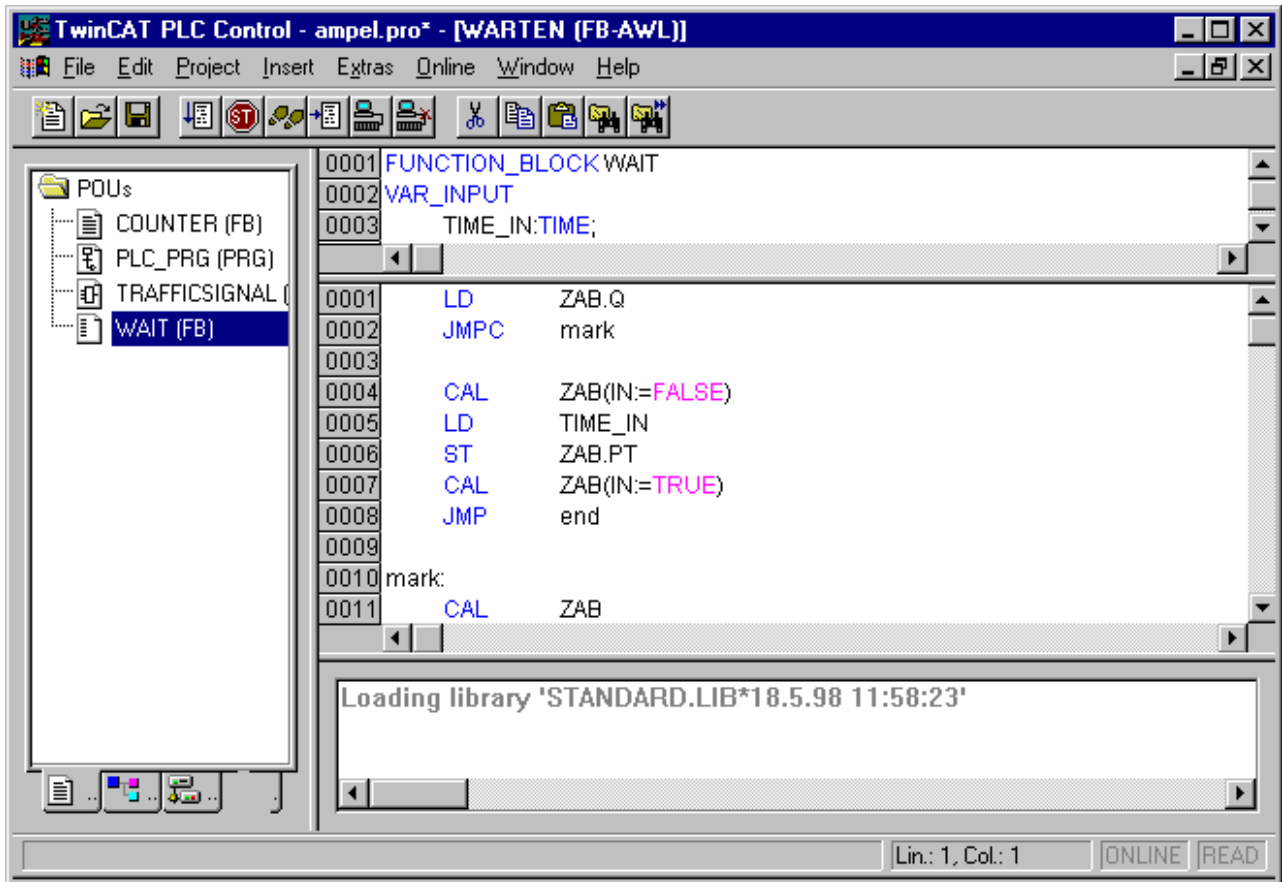 TwinCAT PLC Control - ampel.pro* - [WARTEN (FB-AWL)]
File Edit Project Insert Extras Online Window Help
ST
POUs
COUNTER (FB)
PLC_PRG (PRG)
TRAFFICSIGNAL (
WAIT (FB)
0001 FUNCTION_BLOCK WAIT
0002 VAR_INPUT
0003 TIME_IN:TIME;
0001 LD ZAB.Q
0002 JMPC mark
0003
0004 CAL ZAB(IN:=FALSE)
0005 LD TIME_IN
0006 ST ZAB.PT
0007 CAL ZAB(IN:=TRUE)
0008 JMP end
0009
0010 mark:
0011 CAL ZAB
Loading library 'STANDARD.LIB*18.5.98 11:58:23'
.. .. .. .
Lin.: 1, Col.: 1 ONLINE READ